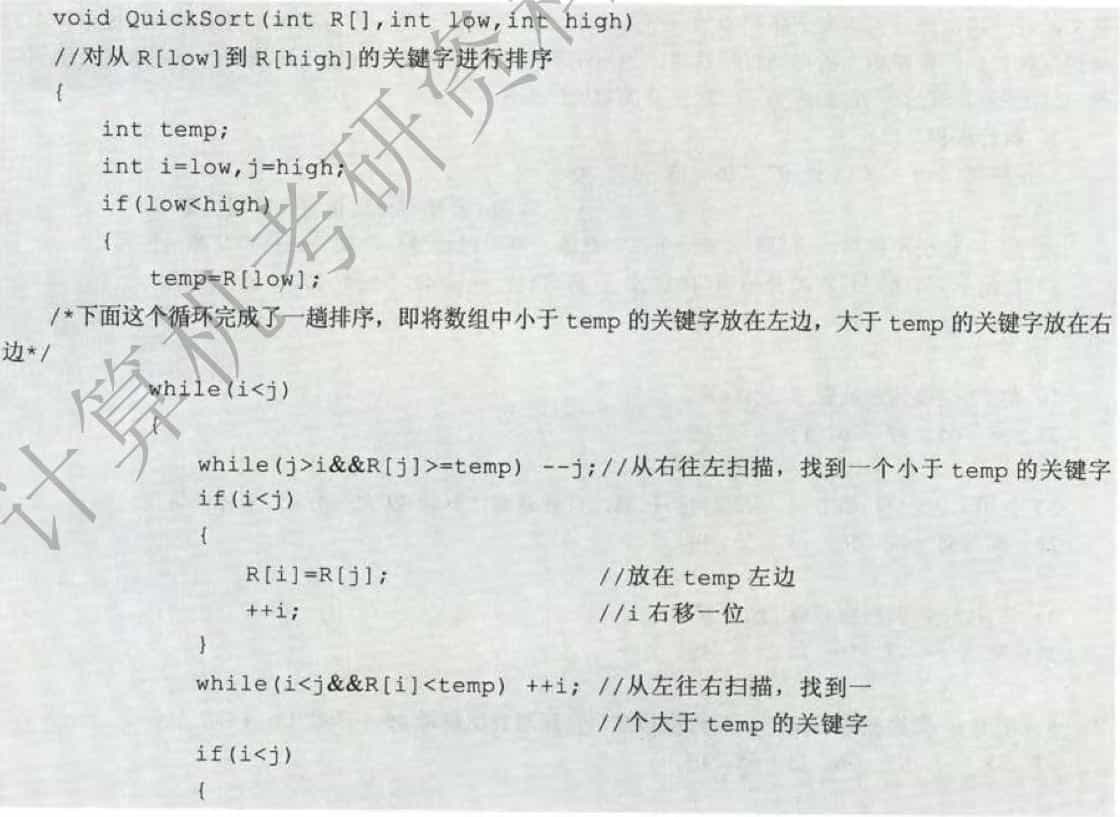 void QuickSort(int R[],int low,int high)
//对从 R[low]到 R[high]的关键字进行排序
{
int temp;
int i=low,j=high;
if(low<high)
{
temp=R[low];
/*下面这个循环完成了一趟排序，即将数组中小于 temp 的关键字放在左边，大于 temp 的关键字放在右
边*/
while(i<j)
{
while(j>i&&R[j]>=temp) --j;//从右往左扫描，找到一个小于 temp 的关键字
if(i<j)
{
R[i]=R[j]; //放在 temp 左边
++i; //i 右移一位
}
while(i<j&&R[i]<temp) ++i; //从左往右扫描，找到一
//个大于 temp 的关键字
if(i<j)
{
计算机考研资料